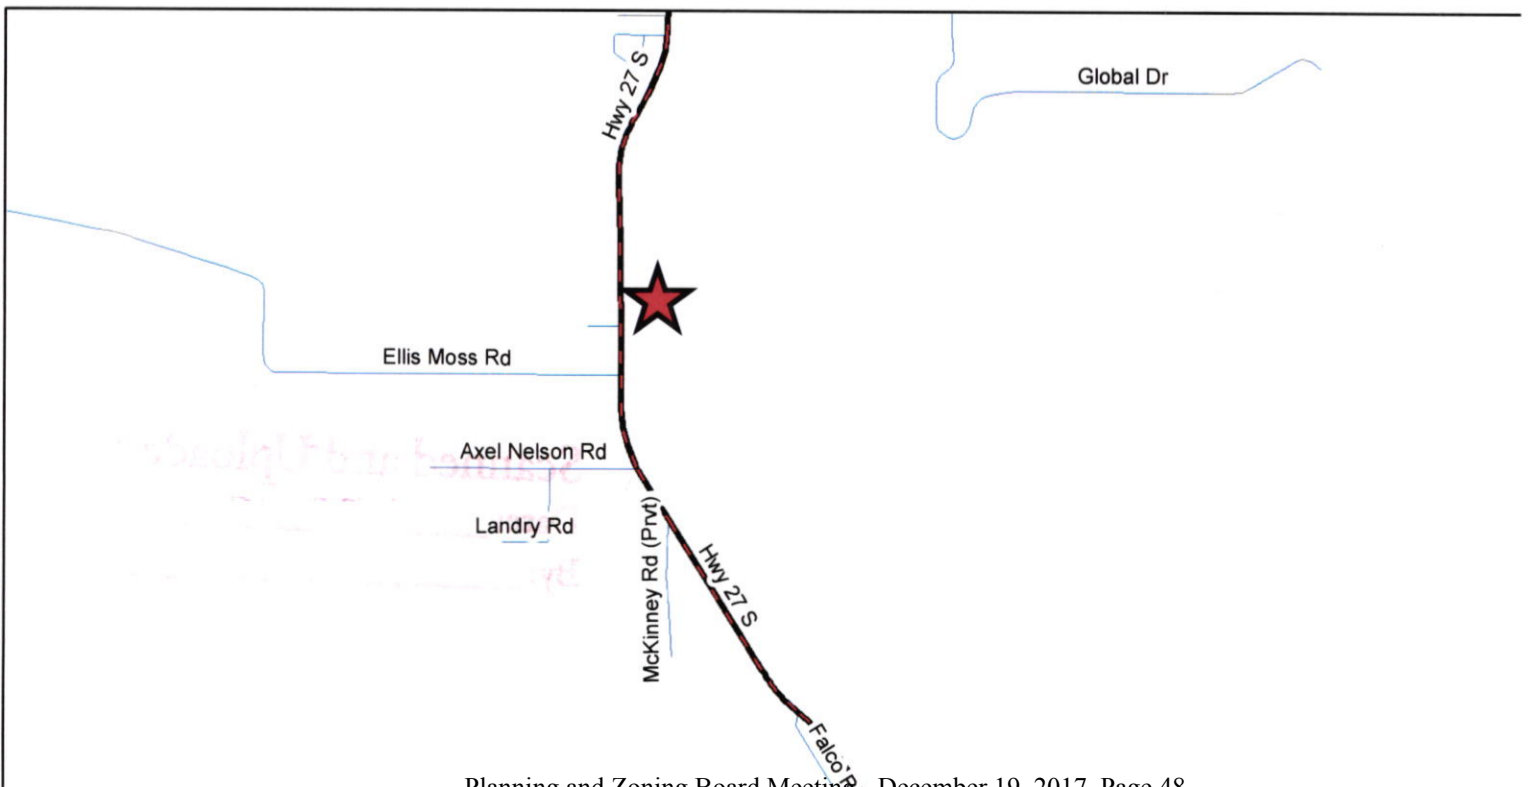 Global Dr
Hwy 27 S
Ellis Moss Rd
Axel Nelson Rd
Landry Rd
McKinney Rd (Prvt)
Hwy 27 S
Falco R
Planning and Zoning Board Meeting - December 19, 2017 Page 48